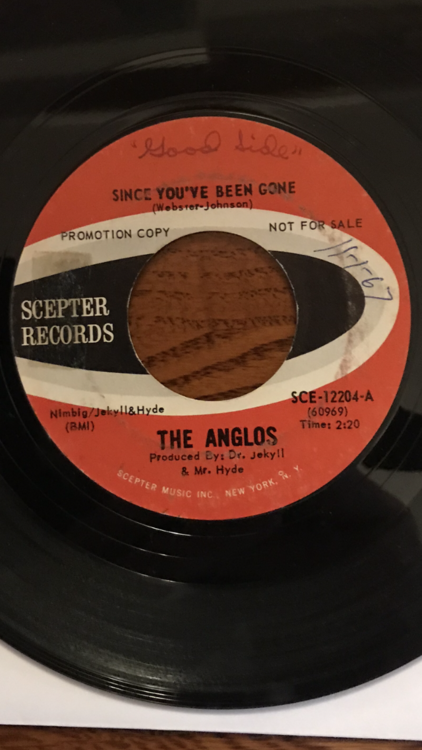 "Good Side"
SINCE YOU'VE BEEN GONE
(Webster-Johnson)
PROMOTION COPY
NOT FOR SALE
11-1-67
SCEPTER
RECORDS
Nimbig/Jekyll&Hyde
(BMI)
SCE-12204-A
(60969)
Time: 2:20
THE ANGLOS
Produced By: Dr. Jekyll
& Mr. Hyde
SCEPTER MUSIC INC., NEW YORK, N. Y.